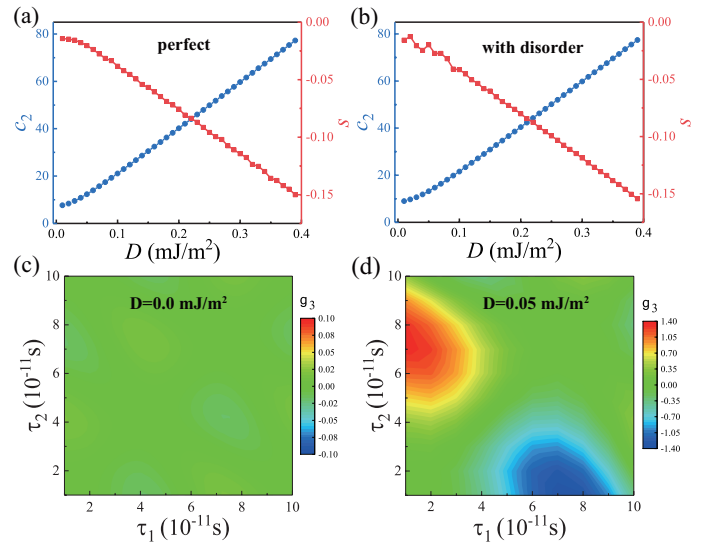 (a)
perfect
80
60
40
20
0
c2
0.00
-0.05
-0.10
-0.15
s
0.0 0.1 0.2 0.3 0.4
D (mJ/m²)
(b)
with disorder
80
60
40
20
0
c2
0.00
-0.05
-0.10
-0.15
s
0.0 0.1 0.2 0.3 0.4
D (mJ/m²)
(c)
D=0.0 mJ/m²
10
8
6
4
2
τ2 (10⁻¹¹s)
2 4 6 8 10
τ1 (10⁻¹¹s)
g3
0.10
0.08
0.05
0.03
0.00
-0.03
-0.05
-0.08
-0.10
(d)
D=0.05 mJ/m²
10
8
6
4
2
τ2 (10⁻¹¹s)
2 4 6 8 10
τ1 (10⁻¹¹s)
g3
1.40
1.05
0.70
0.35
0.00
-0.35
-0.70
-1.05
-1.40